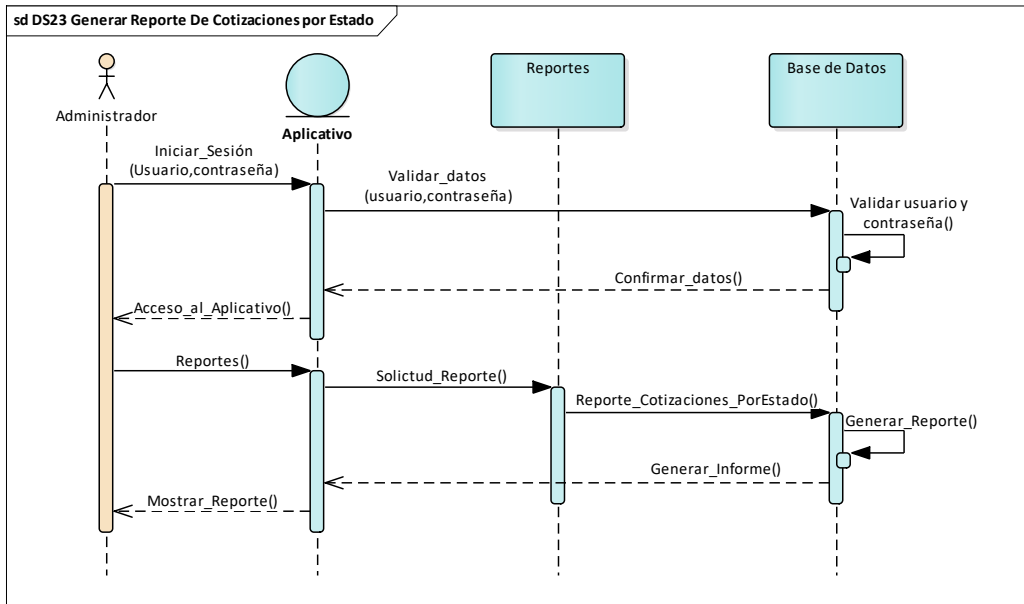 sd DS23 Generar Reporte De Cotizaciones por Estado
Administrador
Aplicativo
Reportes
Base de Datos
Iniciar_Sesión
(Usuario,contraseña)
Validar_datos
(usuario,contraseña)
Validar usuario y
contraseña()
Confirmar_datos()
Acceso_al_Aplicativo()
Reportes()
Solictud_Reporte()
Reporte_Cotizaciones_PorEstado()
Generar_Reporte()
Generar_Informe()
Mostrar_Reporte()